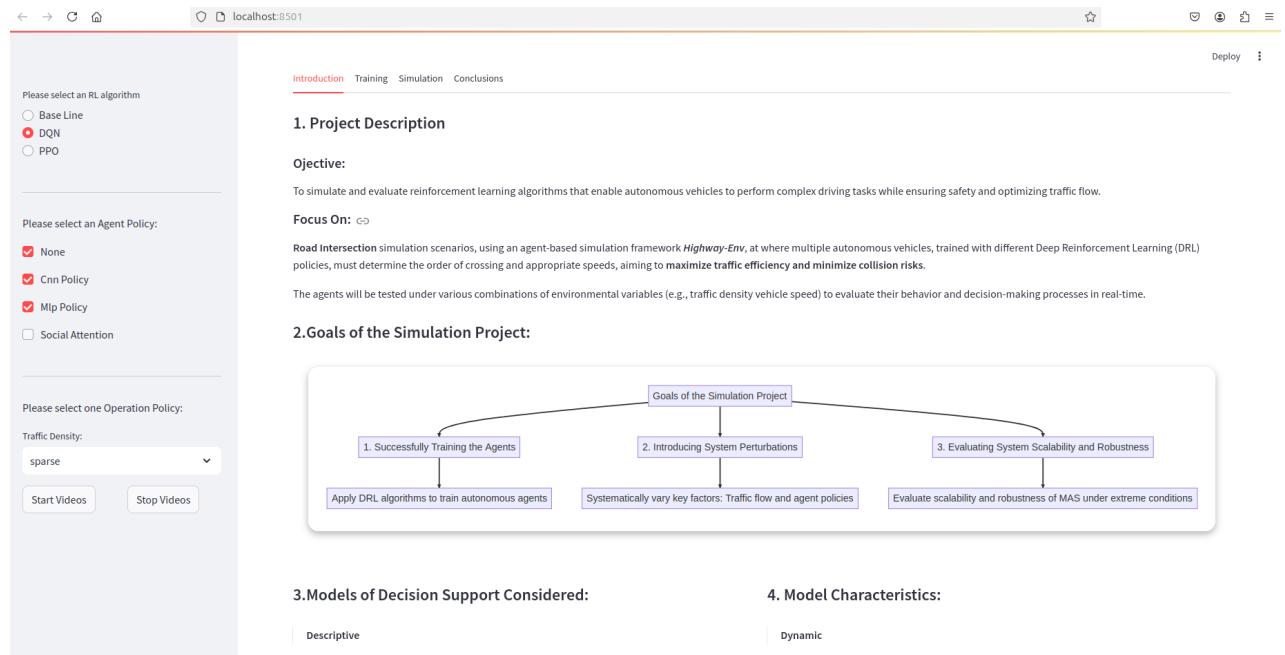 localhost:8501
Deploy
Please select an RL algorithm
Base Line
DQN
PPO
Please select an Agent Policy:
None
Cnn Policy
Mlp Policy
Social Attention
Please select one Operation Policy:
Traffic Density:
sparse
Start Videos Stop Videos
Introduction Training Simulation Conclusions
1. Project Description
Ojective:
To simulate and evaluate reinforcement learning algorithms that enable autonomous vehicles to perform complex driving tasks while ensuring safety and optimizing traffic flow.
Focus On:
Road Intersection simulation scenarios, using an agent-based simulation framework Highway-Env, at where multiple autonomous vehicles, trained with different Deep Reinforcement Learning (DRL)
policies, must determine the order of crossing and appropriate speeds, aiming to maximize traffic efficiency and minimize collision risks.
The agents will be tested under various combinations of environmental variables (e.g., traffic density vehicle speed) to evaluate their behavior and decision-making processes in real-time.
2.Goals of the Simulation Project:
Goals of the Simulation Project
1. Successfully Training the Agents 2. Introducing System Perturbations 3. Evaluating System Scalability and Robustness
Apply DRL algorithms to train autonomous agents Systematically vary key factors: Traffic flow and agent policies Evaluate scalability and robustness of MAS under extreme conditions
3.Models of Decision Support Considered: 4. Model Characteristics:
Descriptive Dynamic